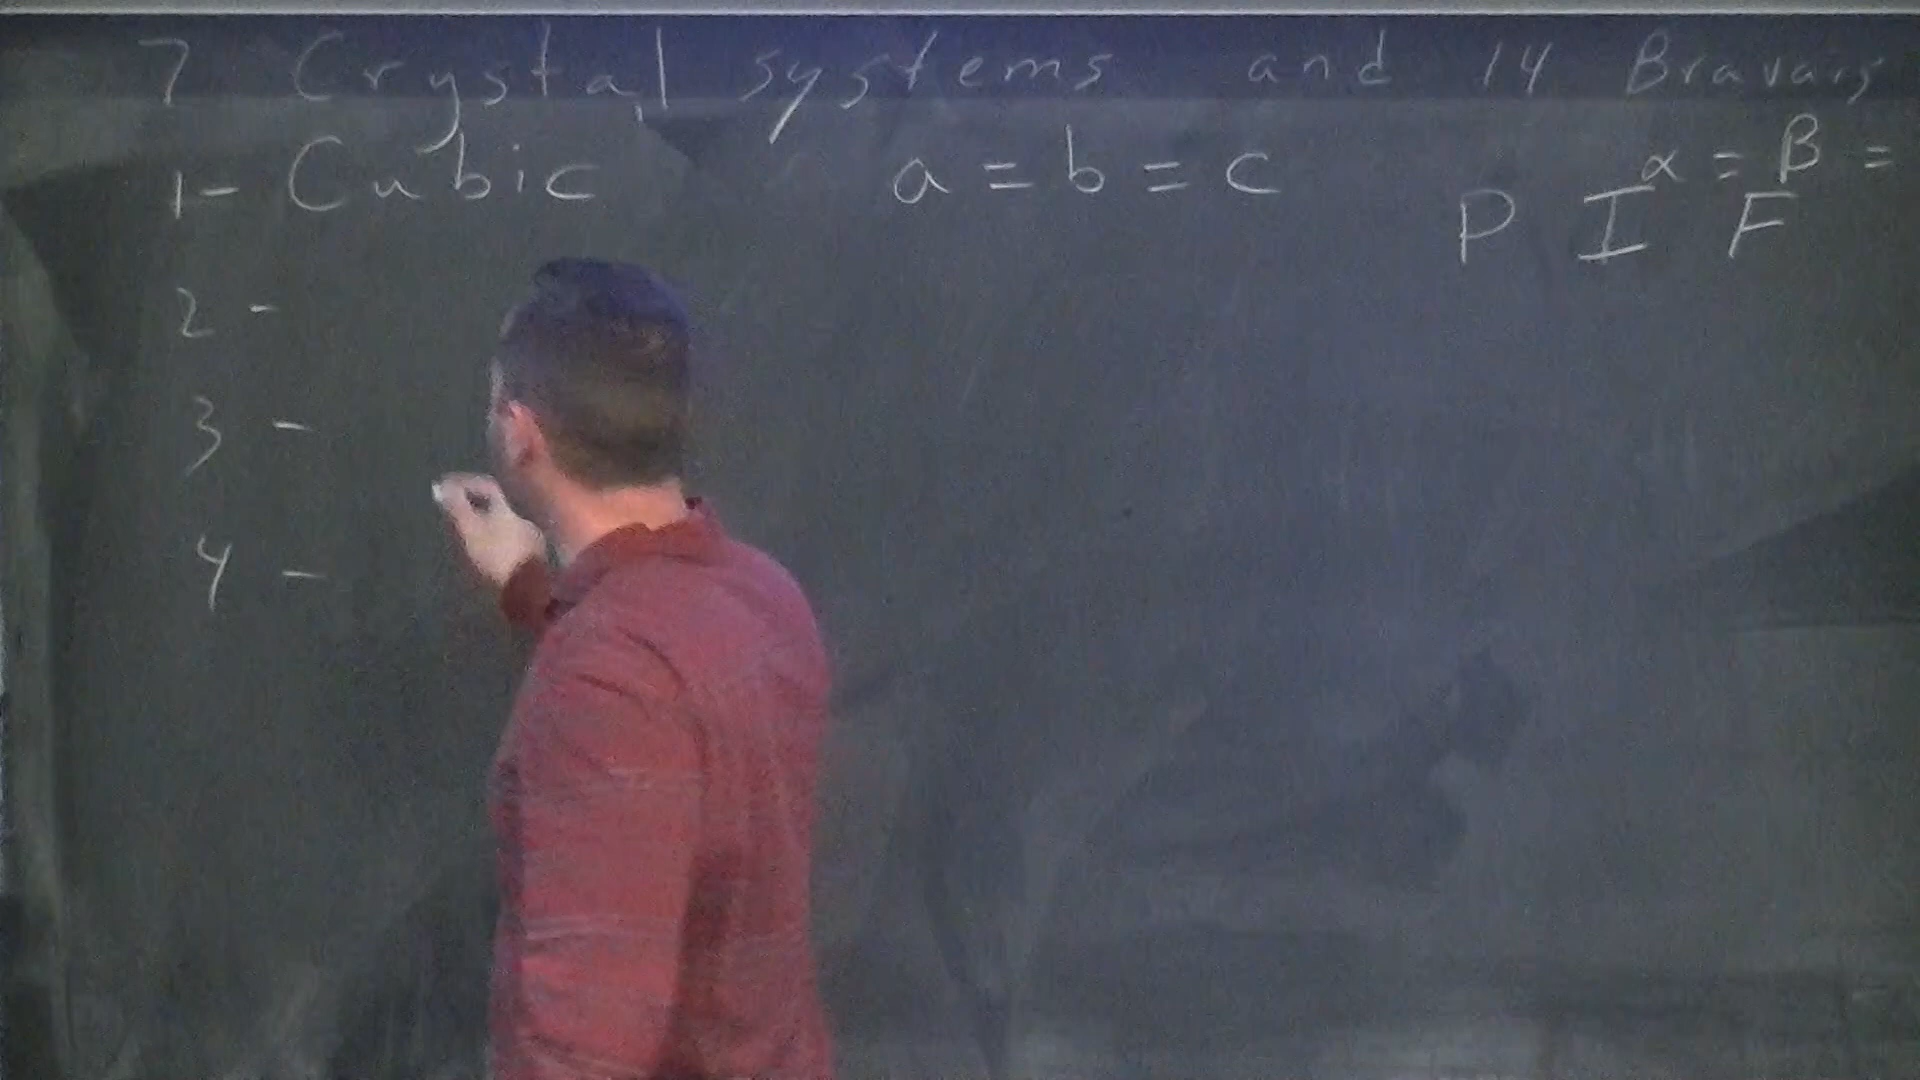 7 Crystal systems and 14 Bravais
1- Cubic a = b = c α = β =
P I F
2 -
3 -
4 -